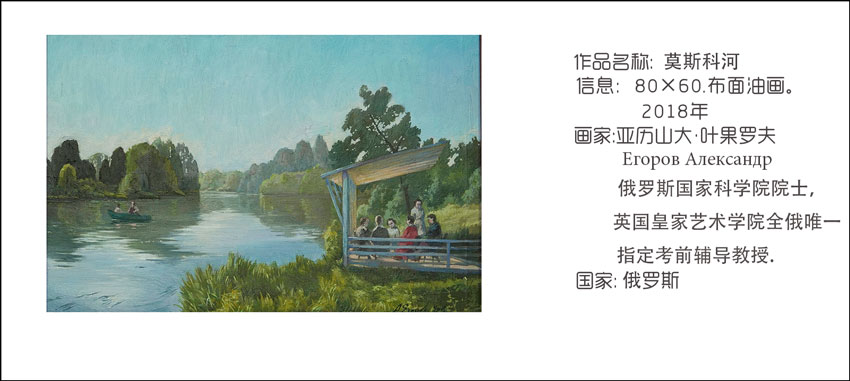 作品名称: 莫斯科河
信息: 80×60.布面油画。
2018年
画家:亚历山大·叶果罗夫
Егоров Александр
俄罗斯国家科学院院士,
英国皇家艺术学院全俄唯一
指定考前辅导教授.
国家: 俄罗斯